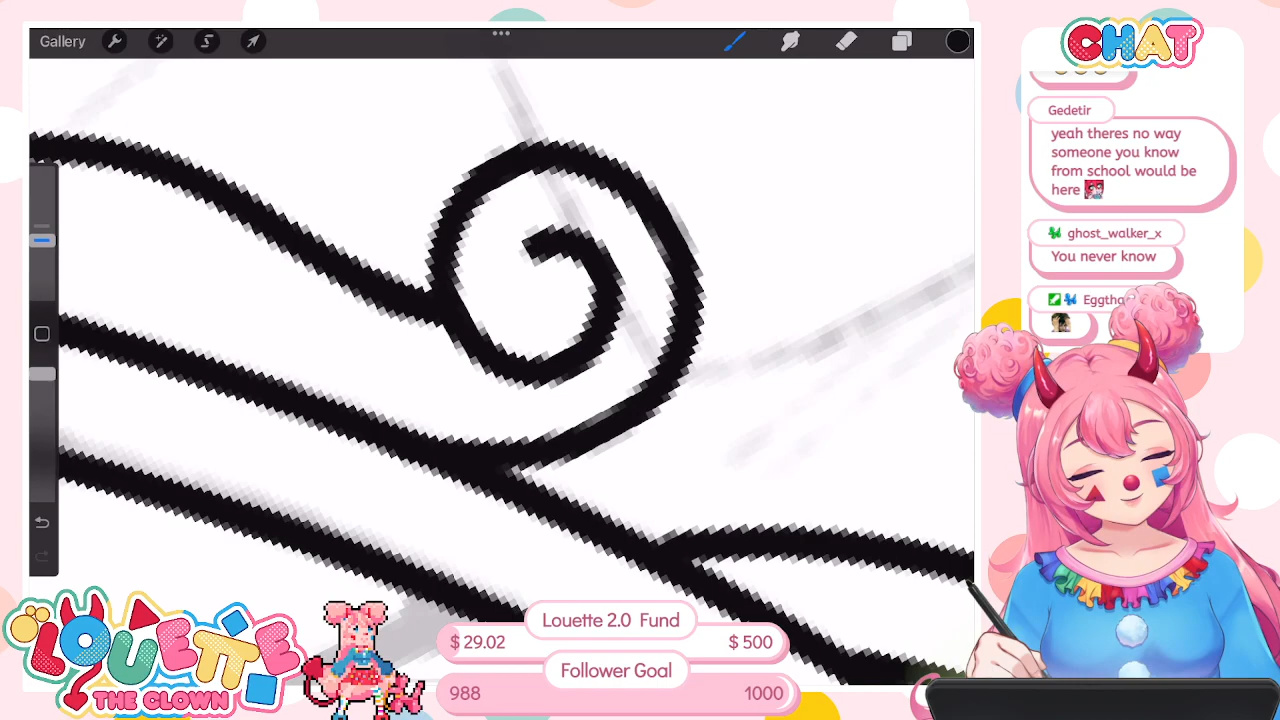 Gallery
CHAT
Gedetir
yeah theres no way
someone you know
from school would be
here
ghost_walker_x
You never know
LOUETTE
THE CLOWN
Louette 2.0 Fund
$ 29.02
$ 500
Follower Goal
988
1000